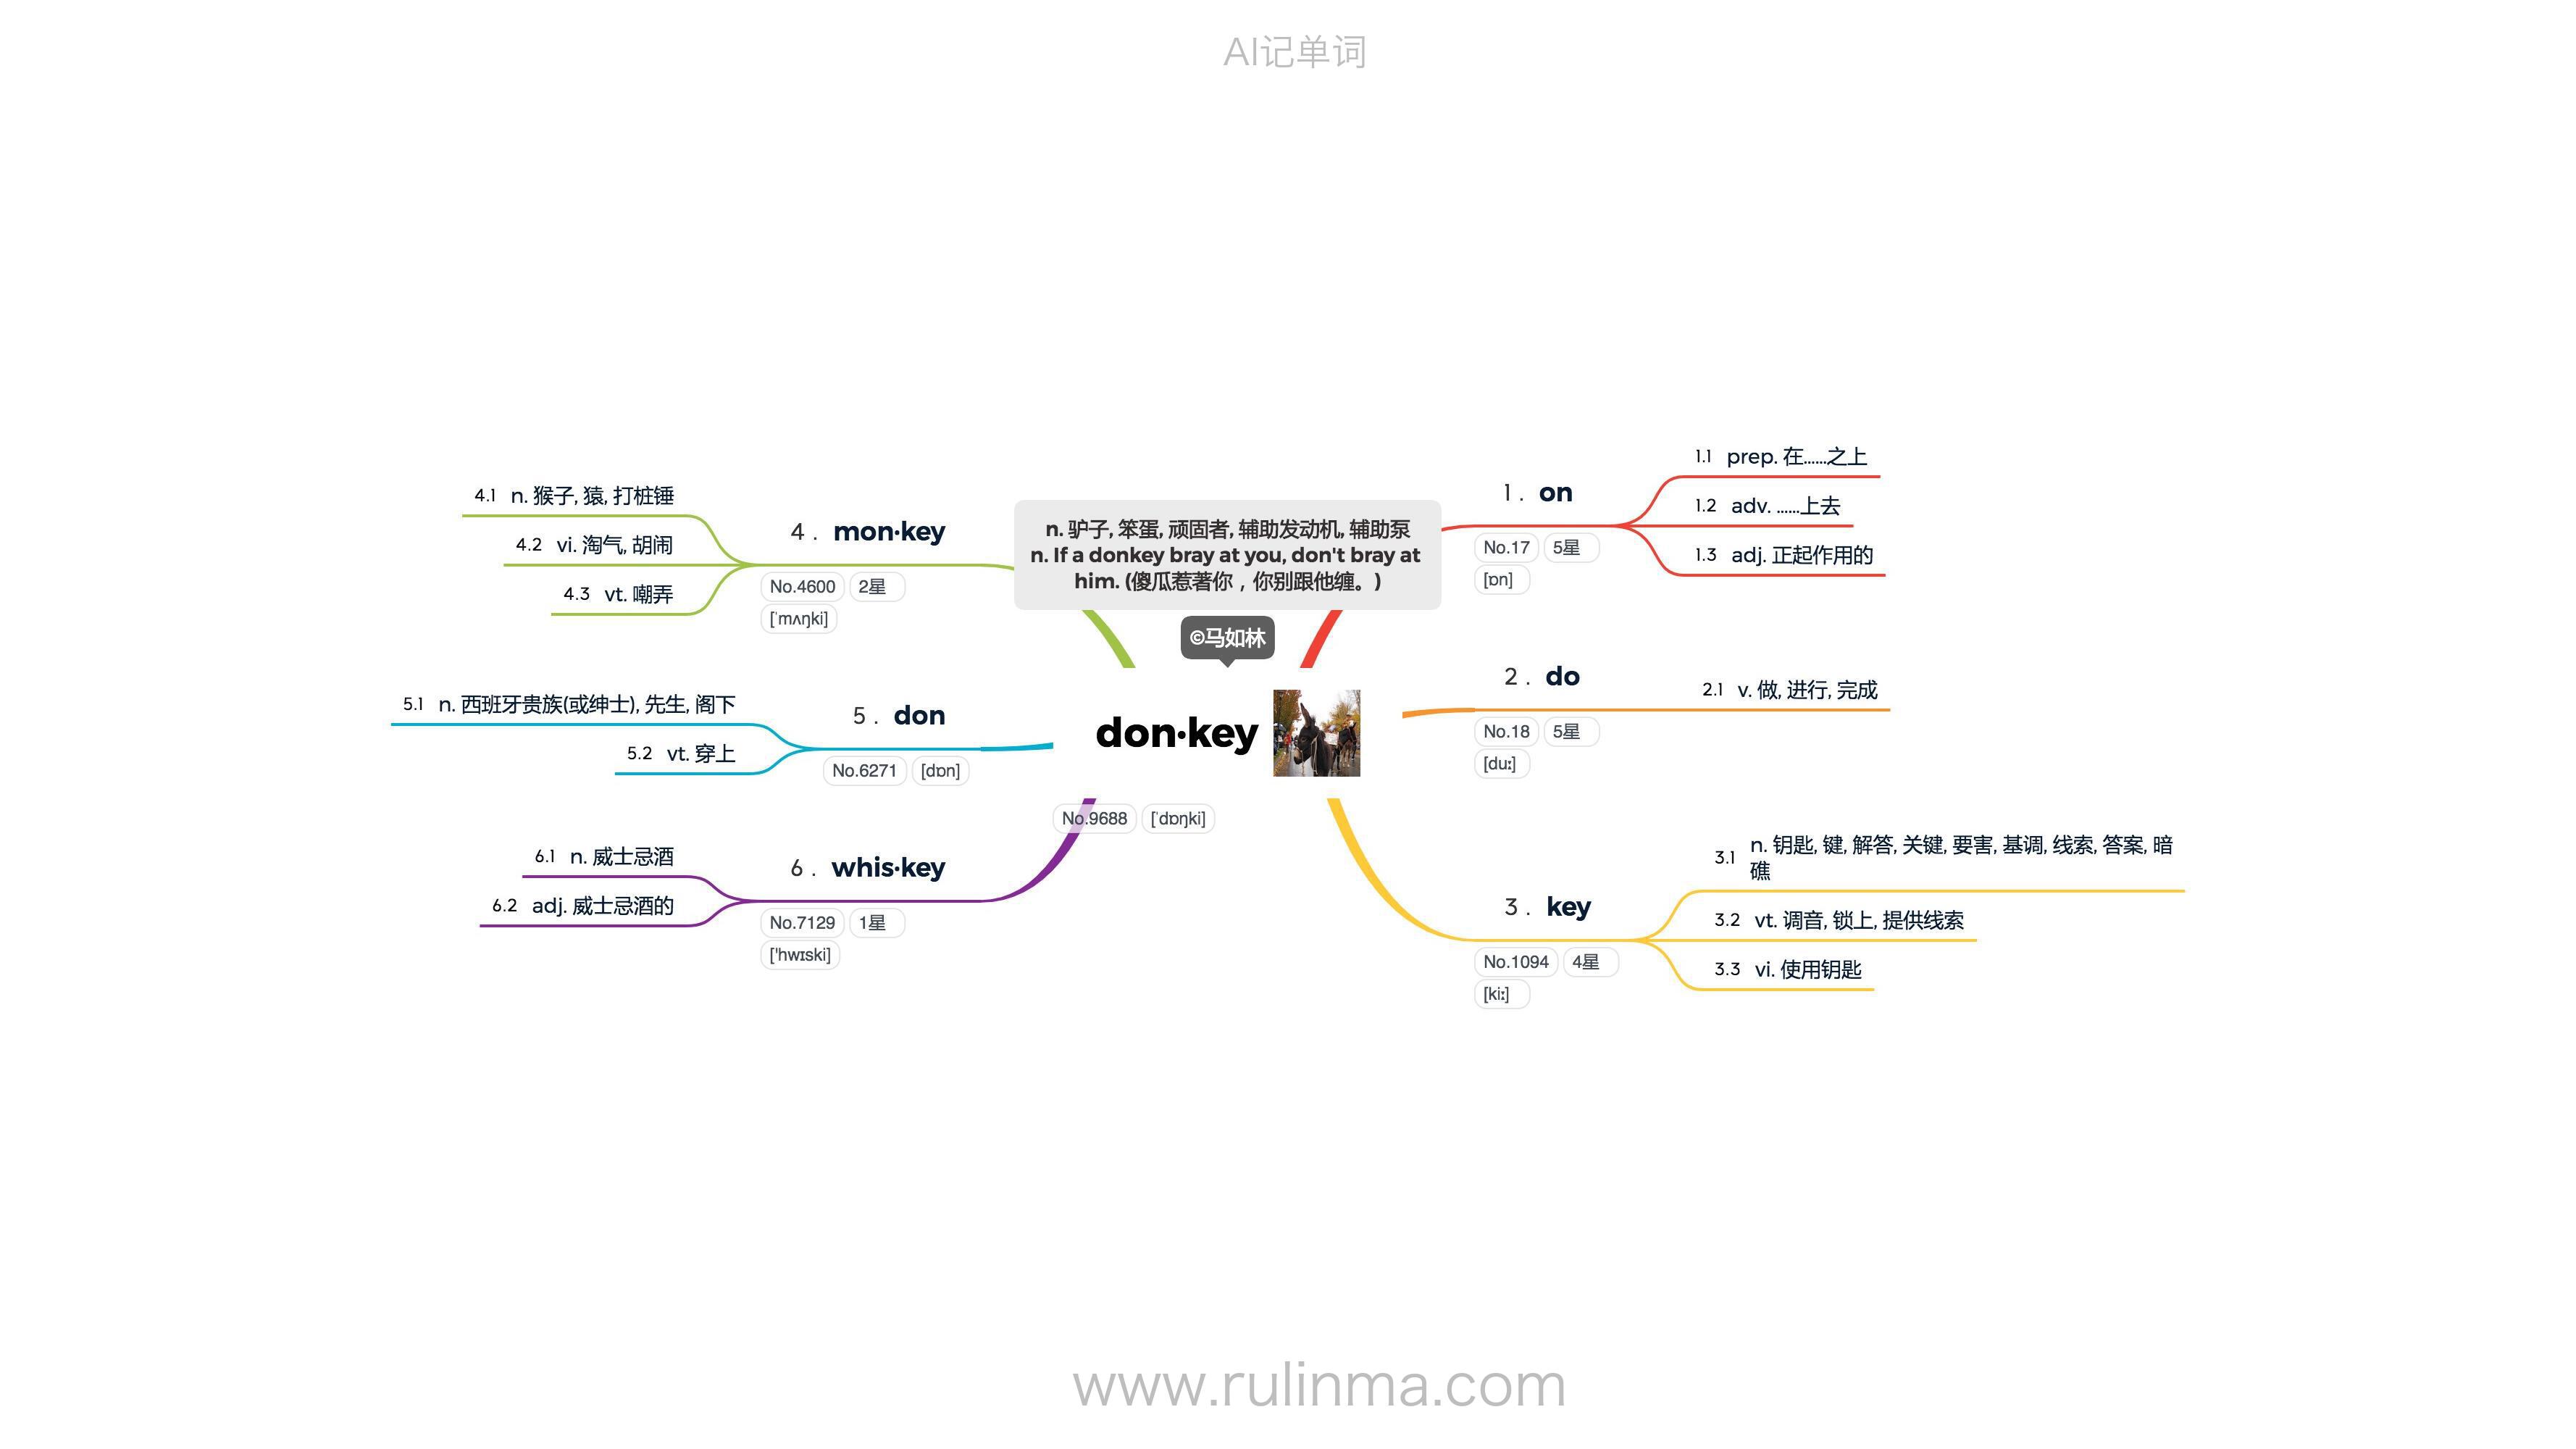 AI记单词
n. 驴子, 笨蛋, 顽固者, 辅助发动机, 辅助泵
n. If a donkey bray at you, don't bray at
him. (傻瓜惹著你，你别跟他缠。)
©马如林
don·key
No.9688 [ˈdɒŋki]
1. on
No.17 5星
[ɒn]
1.1 prep. 在……之上
1.2 adv. ……上去
1.3 adj. 正起作用的
2. do
No.18 5星
[duː]
2.1 v. 做, 进行, 完成
3. key
No.1094 4星
[kiː]
3.1 n. 钥匙, 键, 解答, 关键, 要害, 基调, 线索, 答案, 暗
礁
3.2 vt. 调音, 锁上, 提供线索
3.3 vi. 使用钥匙
4. mon·key
No.4600 2星
[ˈmʌŋki]
4.1 n. 猴子, 猿, 打桩锤
4.2 vi. 淘气, 胡闹
4.3 vt. 嘲弄
5. don
No.6271 [dɒn]
5.1 n. 西班牙贵族(或绅士), 先生, 阁下
5.2 vt. 穿上
6. whis·key
No.7129 1星
['hwɪski]
6.1 n. 威士忌酒
6.2 adj. 威士忌酒的
www.rulinma.com